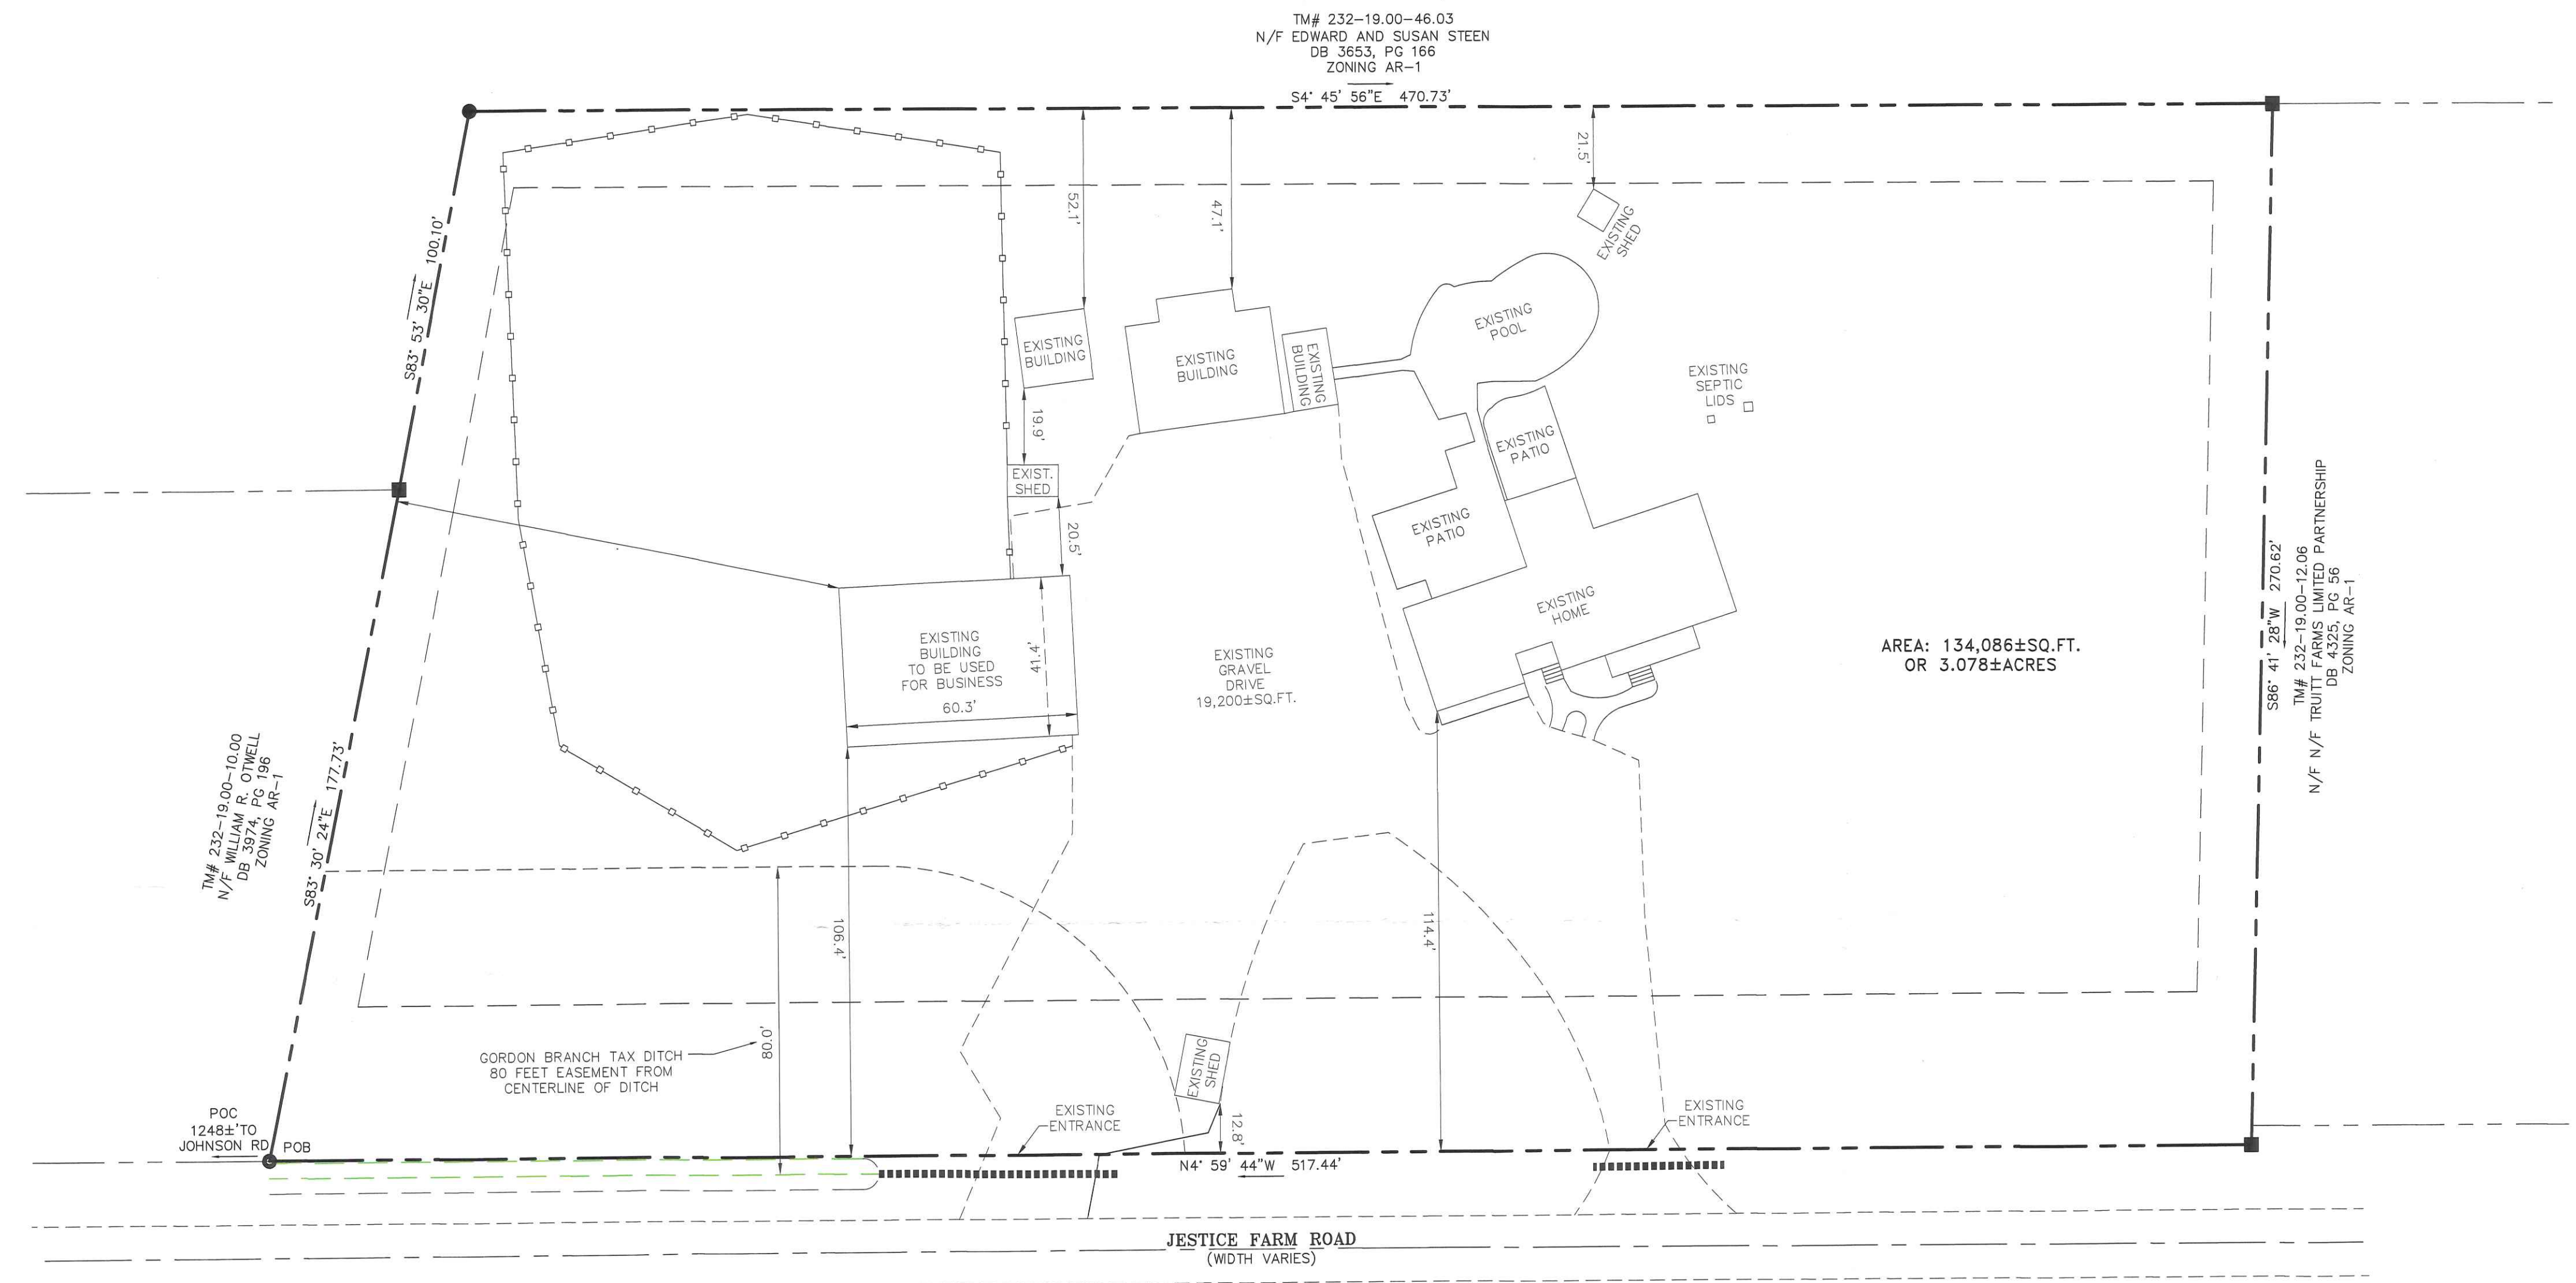 TM# 232-19.00-46.03
N/F EDWARD AND SUSAN STEEN
DB 3653, PG 166
ZONING AR-1
S4° 45' 56"E 470.73'
21.5'
52.1'
47.1'
EXISTING
SHED
S83° 53' 30"E 100.10'
EXISTING
BUILDING
EXISTING
BUILDING
EXISTING
BUILDING
EXISTING
POOL
EXISTING
SEPTIC
LIDS
19.9'
EXISTING
PATIO
EXIST.
SHED
EXISTING
PATIO
20.5'
EXISTING
HOME
EXISTING
BUILDING
TO BE USED
FOR BUSINESS
41.4'
60.3'
EXISTING
GRAVEL
DRIVE
19,200±SQ.FT.
AREA: 134,086±SQ.FT.
OR 3.078±ACRES
S86° 41' 28"W 270.62'
TM# 232-19.00-12.06
N/F N/F TRUITT FARMS LIMITED PARTNERSHIP
DB 4325, PG 56
ZONING AR-1
TM# 232-19.00-10.00
N/F WILLIAM R. OTWELL
DB 3974, PG 196
ZONING AR-1
S83° 30' 24"E 177.73'
106.4'
114.4'
80.0'
GORDON BRANCH TAX DITCH
80 FEET EASEMENT FROM
CENTERLINE OF DITCH
EXISTING
SHED
12.8'
POC
1248±'TO
JOHNSON RD
POB
EXISTING
ENTRANCE
EXISTING
ENTRANCE
N4° 59' 44"W 517.44'
JESTICE FARM ROAD
(WIDTH VARIES)